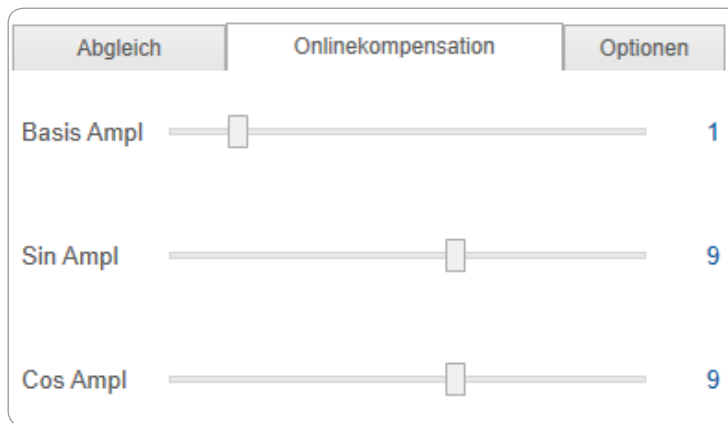 Abgleich Onlinekompensation Optionen
Basis Ampl 1
Sin Ampl 9
Cos Ampl 9